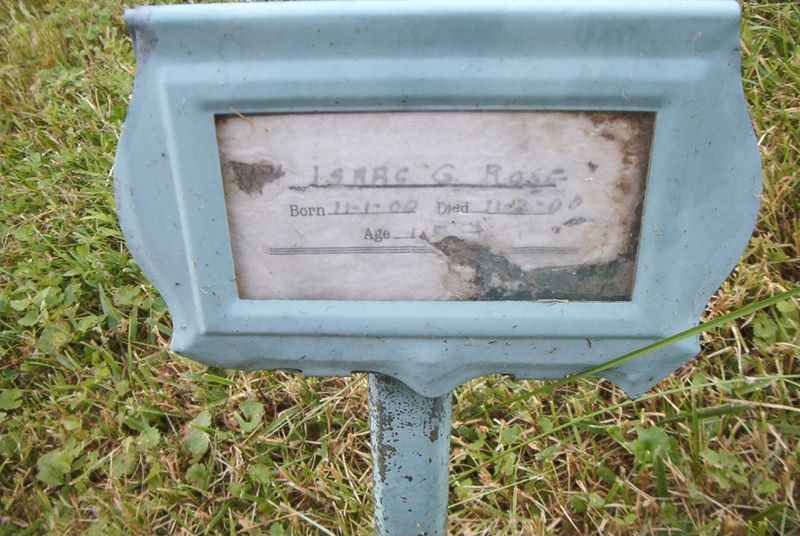 ISAAC G. ROSE
Born 11-1-00 Died 11-2-00
Age